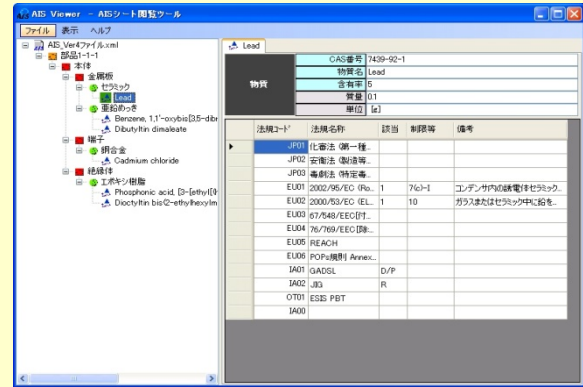 AIS Viewer － AISシート閲覧ツール
ファイル 表示 ヘルプ
AIS_Ver4ファイル.xml
部品1-1-1
本体
金属板
セラミック
Lead
亜鉛めっき
Benzene, 1,1'-oxybis[3,5-dibr
Dibutyltin dimaleate
端子
銅合金
Cadmium chloride
絶縁体
エポキシ樹脂
Phosphonic acid, [3-[ethyl[(h
Dioctyltin bis(2-ethylhexylm
Lead
物質
CAS番号 7439-92-1
物質名 Lead
含有率 5
質量 0.1
単位 [g]
法規コード 法規名称 該当 制限等 備考
JP01 化審法 (第一種..
JP02 安衛法 (製造等..
JP03 毒劇法 (特定毒..
EU01 2002/95/EC (Ro.. 1 7(c)-I コンデンサ内の誘電体セラミック..
EU02 2000/53/EC (EL.. 1 10 ガラスまたはセラミック中に鉛を..
EU03 67/548/EEC[付..
EU04 76/769/EEC[除..
EU05 REACH
EU06 POPs規則 Annex..
IA01 GADSL D/P
IA02 JIG R
OT01 ESIS PBT
IA00